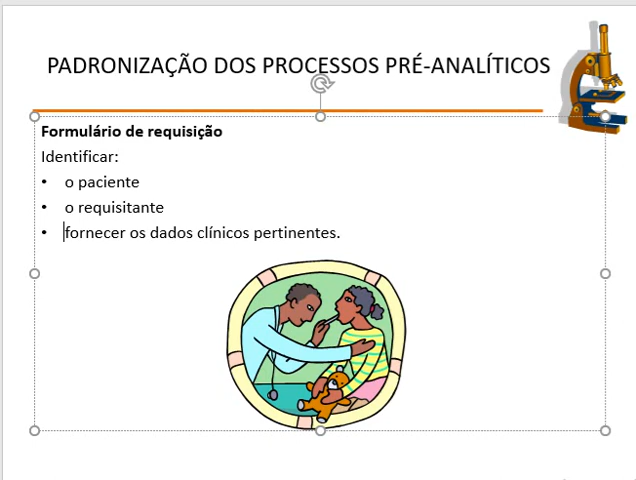 PADRONIZAÇÃO DOS PROCESSOS PRÉ-ANALÍTICOS
Formulário de requisição
Identificar:
• o paciente
• o requisitante
• fornecer os dados clínicos pertinentes.